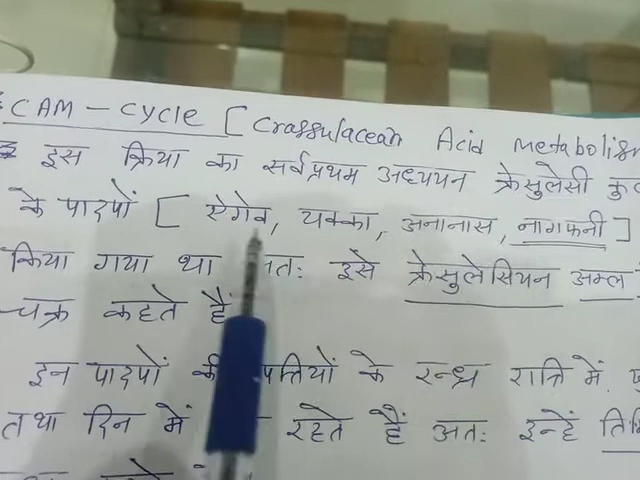 CAM - Cycle [ Crassulacean Acid Metabolism
इस क्रिया का सर्वप्रथम अध्ययन क्रेसुलेसी कुल
के पादपों [ ऐगेव, यक्का, अनानास, नागफनी ]
किया गया था अतः इसे क्रेसुलेसियन अम्ल
चक्र कहते हैं
इन पादपों की पत्तियों के रन्ध्र रात्रि में
तथा दिन में रहते हैं अतः इन्हें